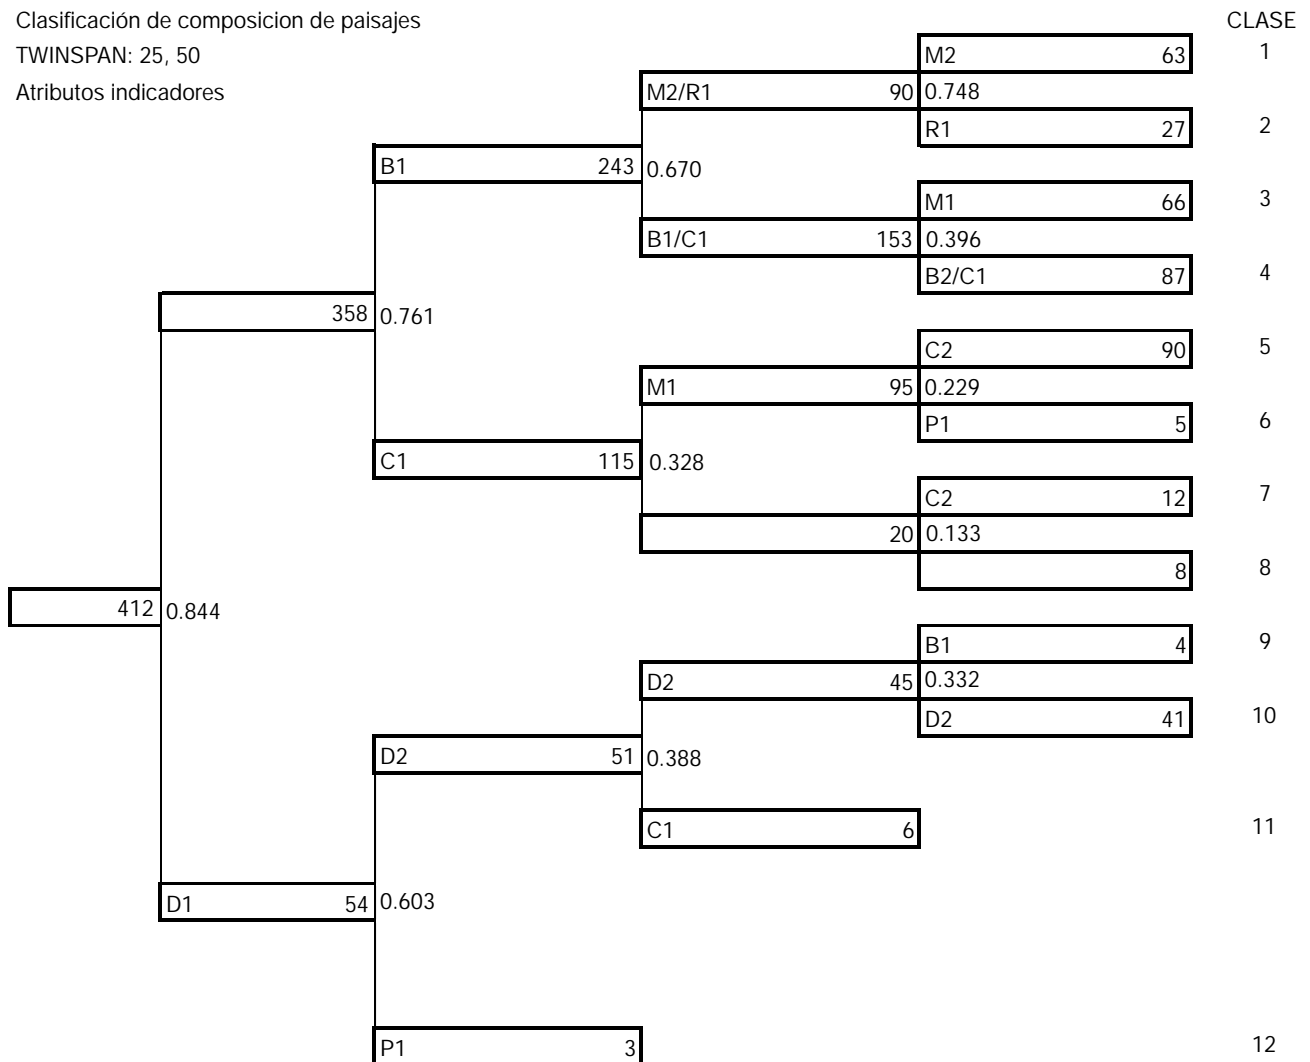 Clasificación de composicion de paisajes CLASE
TWINSPAN: 25, 50 M2 63 1
Atributos indicadores M2/R1 90 0.748
R1 27 2
B1 243 0.670
M1 66 3
B1/C1 153 0.396
B2/C1 87 4
358 0.761
C2 90 5
M1 95 0.229
P1 5 6
C1 115 0.328
C2 12 7
20 0.133
8 8
412 0.844
B1 4 9
D2 45 0.332
D2 41 10
D2 51 0.388
C1 6 11
D1 54 0.603
P1 3 12